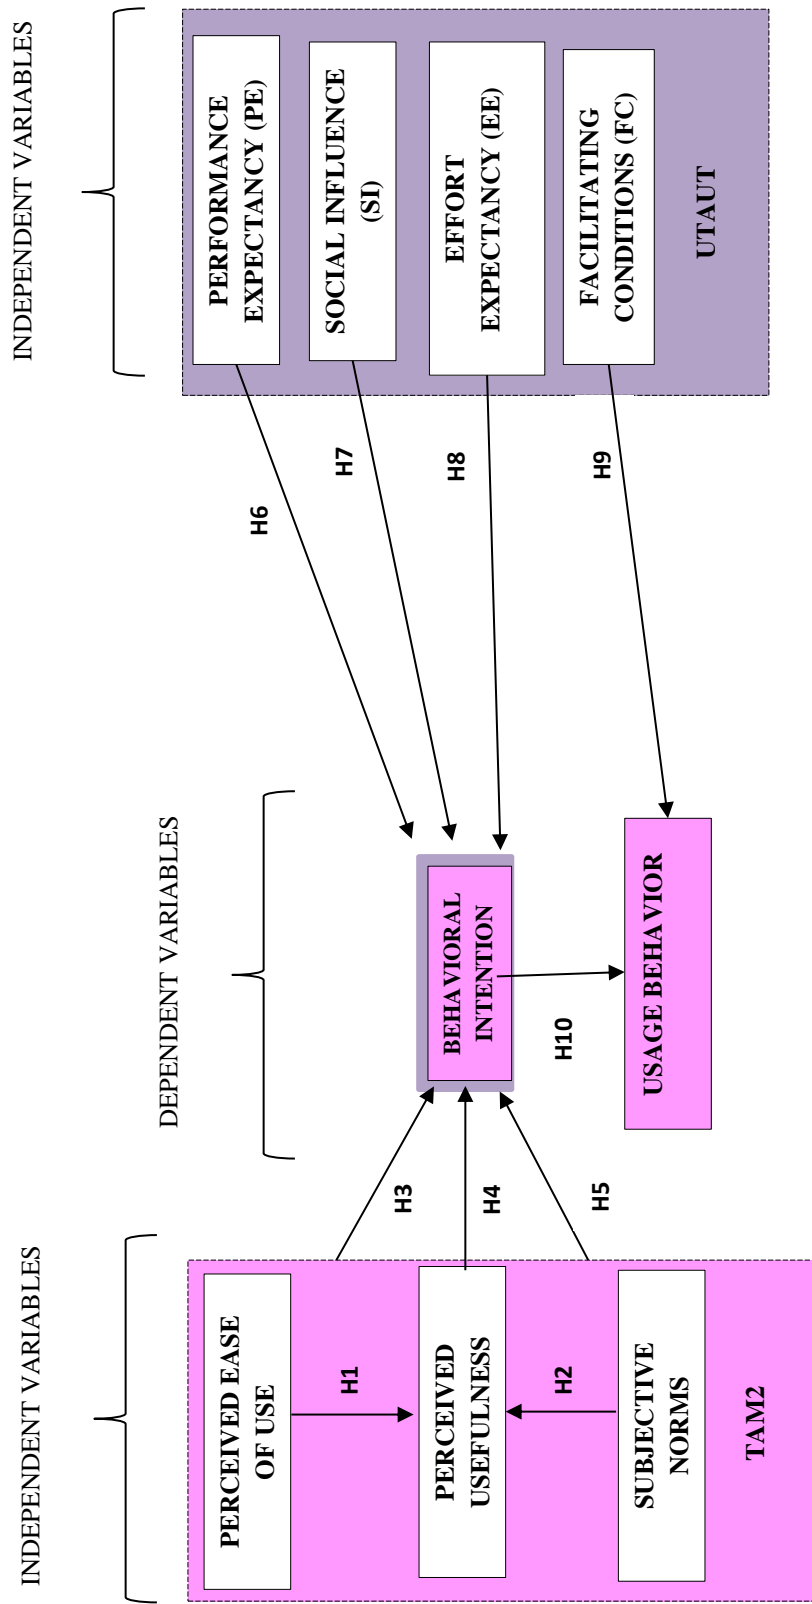 INDEPENDENT VARIABLES
DEPENDENT VARIABLES
INDEPENDENT VARIABLES
PERCEIVED EASE
OF USE
H1
PERCEIVED
USEFULNESS
H2
SUBJECTIVE
NORMS
TAM2
H3
H4
H5
BEHAVIORAL
INTENTION
H10
USAGE BEHAVIOR
H6
H7
H8
H9
PERFORMANCE
EXPECTANCY (PE)
SOCIAL INFLUENCE
(SI)
EFFORT
EXPECTANCY (EE)
FACILITATING
CONDITIONS (FC)
UTAUT